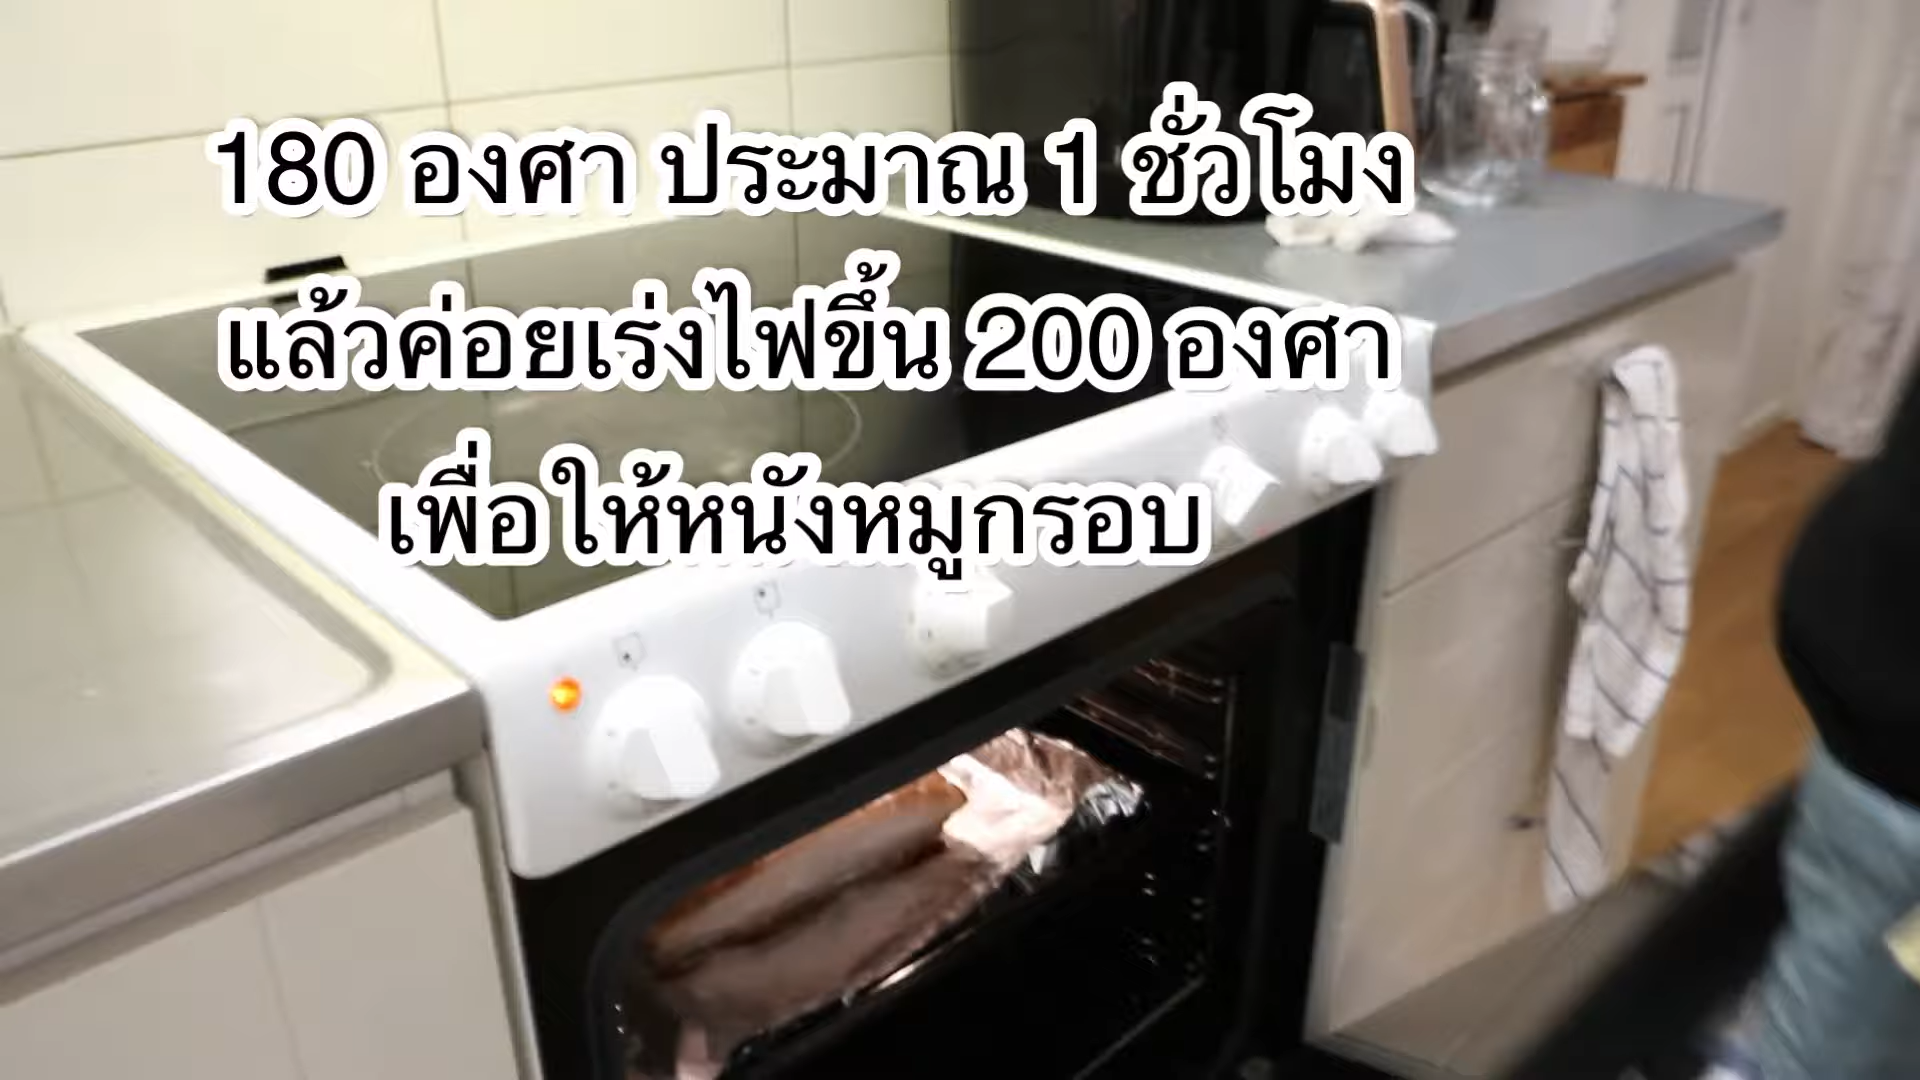 180 องศา ประมาณ 1 ชั่วโมง
แล้วค่อยเร่งไฟขึ้น 200 องศา
เพื่อให้หนังหมูกรอบ